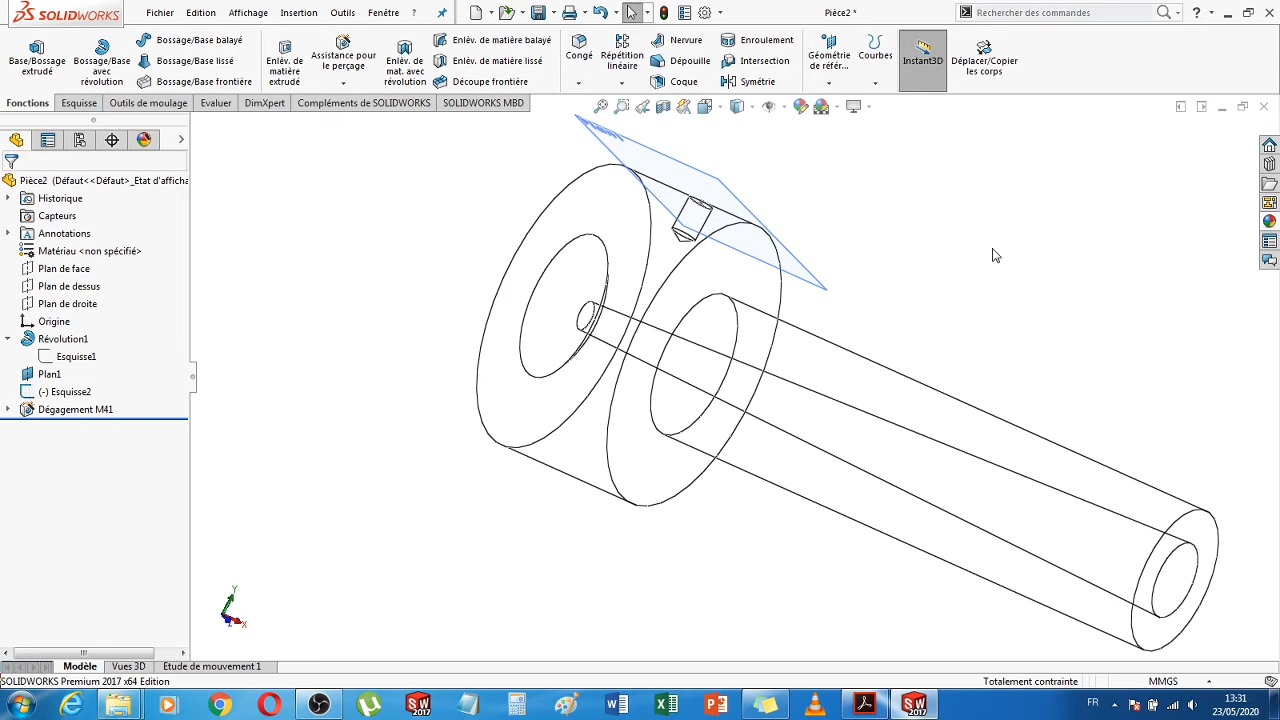 SOLIDWORKS
Fichier Edition Affichage Insertion Outils Fenêtre ? Pièce2 * Rechercher des commandes ?
Base/Bossage extrudé
Bossage/Base avec révolution
Bossage/Base balayé
Bossage/Base lissé
Bossage/Base frontière
Enlèv. de matière extrudé
Assistance pour le perçage
Enlèv. de mat. avec révolution
Enlèv. de matière balayé
Enlèv. de matière lissé
Découpe frontière
Congé
Répétition linéaire
Nervure
Dépouille
Coque
Enroulement
Intersection
Symétrie
Géométrie de référ...
Courbes
Instant3D
Déplacer/Copier les corps
Fonctions Esquisse Outils de moulage Evaluer DimXpert Compléments de SOLIDWORKS SOLIDWORKS MBD
Pièce2 (Défaut<<Défaut>_Etat d'afficha
Historique
Capteurs
Annotations
Matériau <non spécifié>
Plan de face
Plan de dessus
Plan de droite
Origine
Révolution1
Esquisse1
Plan1
(-) Esquisse2
Dégagement M41
Y
X
Z
Modèle Vues 3D Etude de mouvement 1
SOLIDWORKS Premium 2017 x64 Edition Totalement contrainte MMGS
FR 13:31
23/05/2020